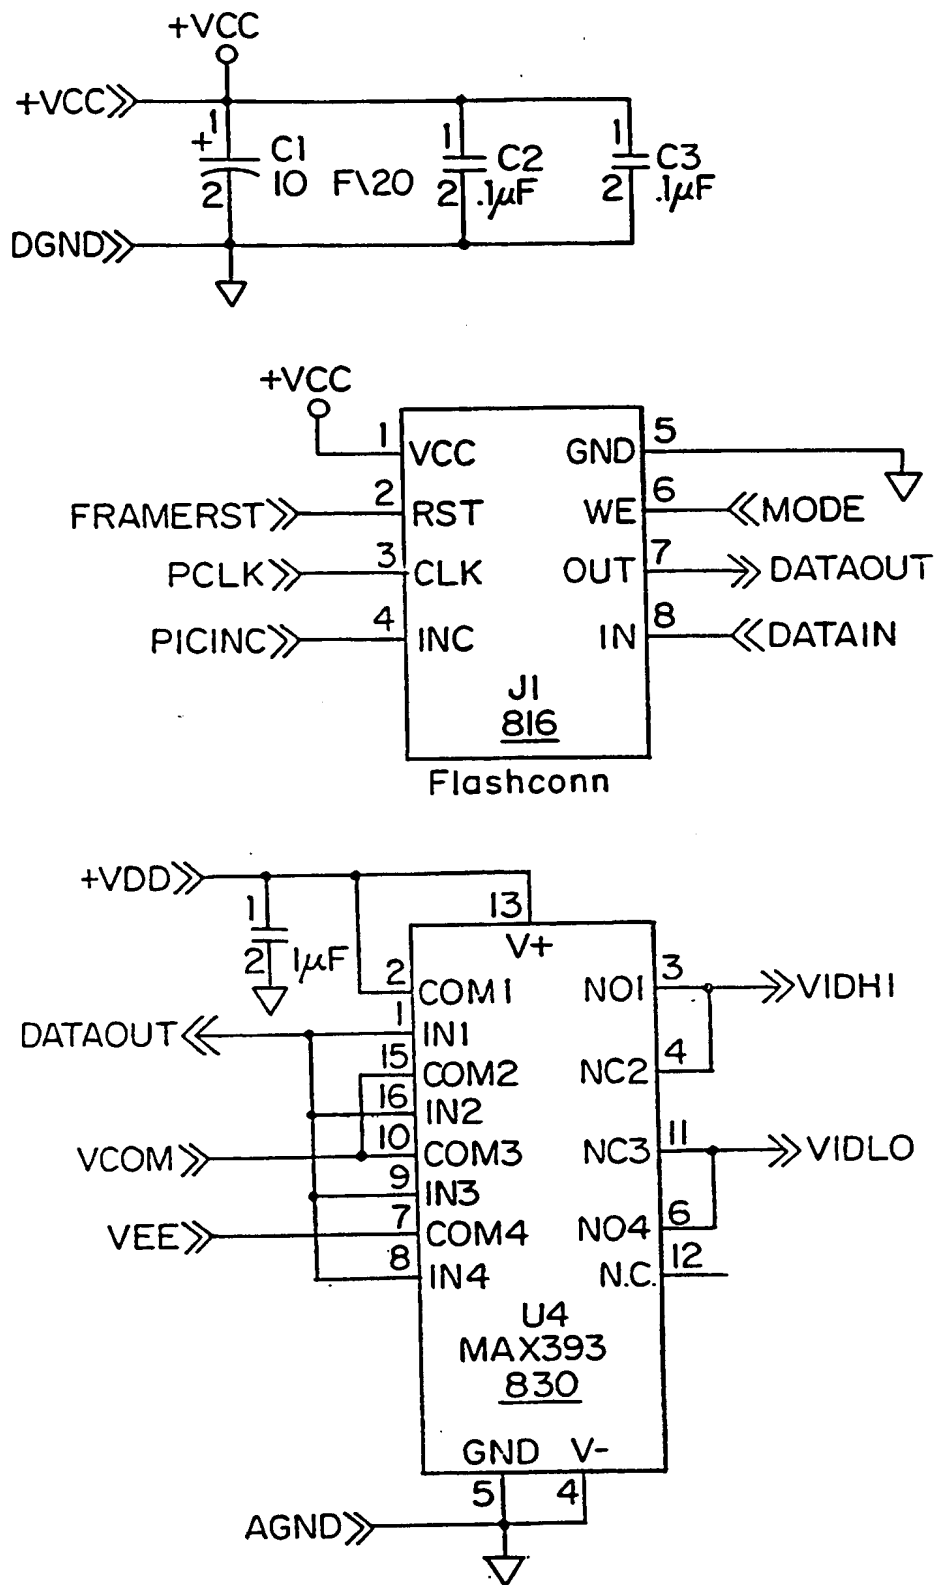 +VCC
+VCC
1
+ C1
10 F\20
2
1
C2
2 .1μF
1
C3
2 .1μF
DGND
+VCC
1 VCC GND 5
FRAMERST 2 RST WE 6 MODE
PCLK 3 CLK OUT 7 DATAOUT
PICINC 4 INC IN 8 DATAIN
J1
816
Flashconn
+VDD
1
2 1μF
13
V+
2 COM1 NO1 3 VIDHI
DATAOUT 1 IN1
15 COM2 NC2 4
16 IN2
VCOM 10 COM3 NC3 11 VIDLO
9 IN3
VEE 7 COM4 NO4 6
8 IN4 N.C. 12
U4
MAX393
830
GND V-
5 4
AGND